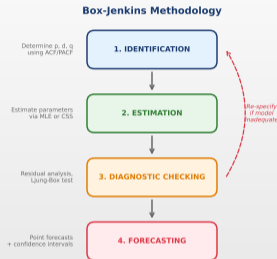 Box-Jenkins Methodology
Determine p, d, q
using ACF/PACF
1. IDENTIFICATION
Estimate parameters
via MLE or CSS
2. ESTIMATION
Re-specify
if model
inadequate
Residual analysis,
Ljung-Box test
3. DIAGNOSTIC CHECKING
Point forecasts
+ confidence intervals
4. FORECASTING